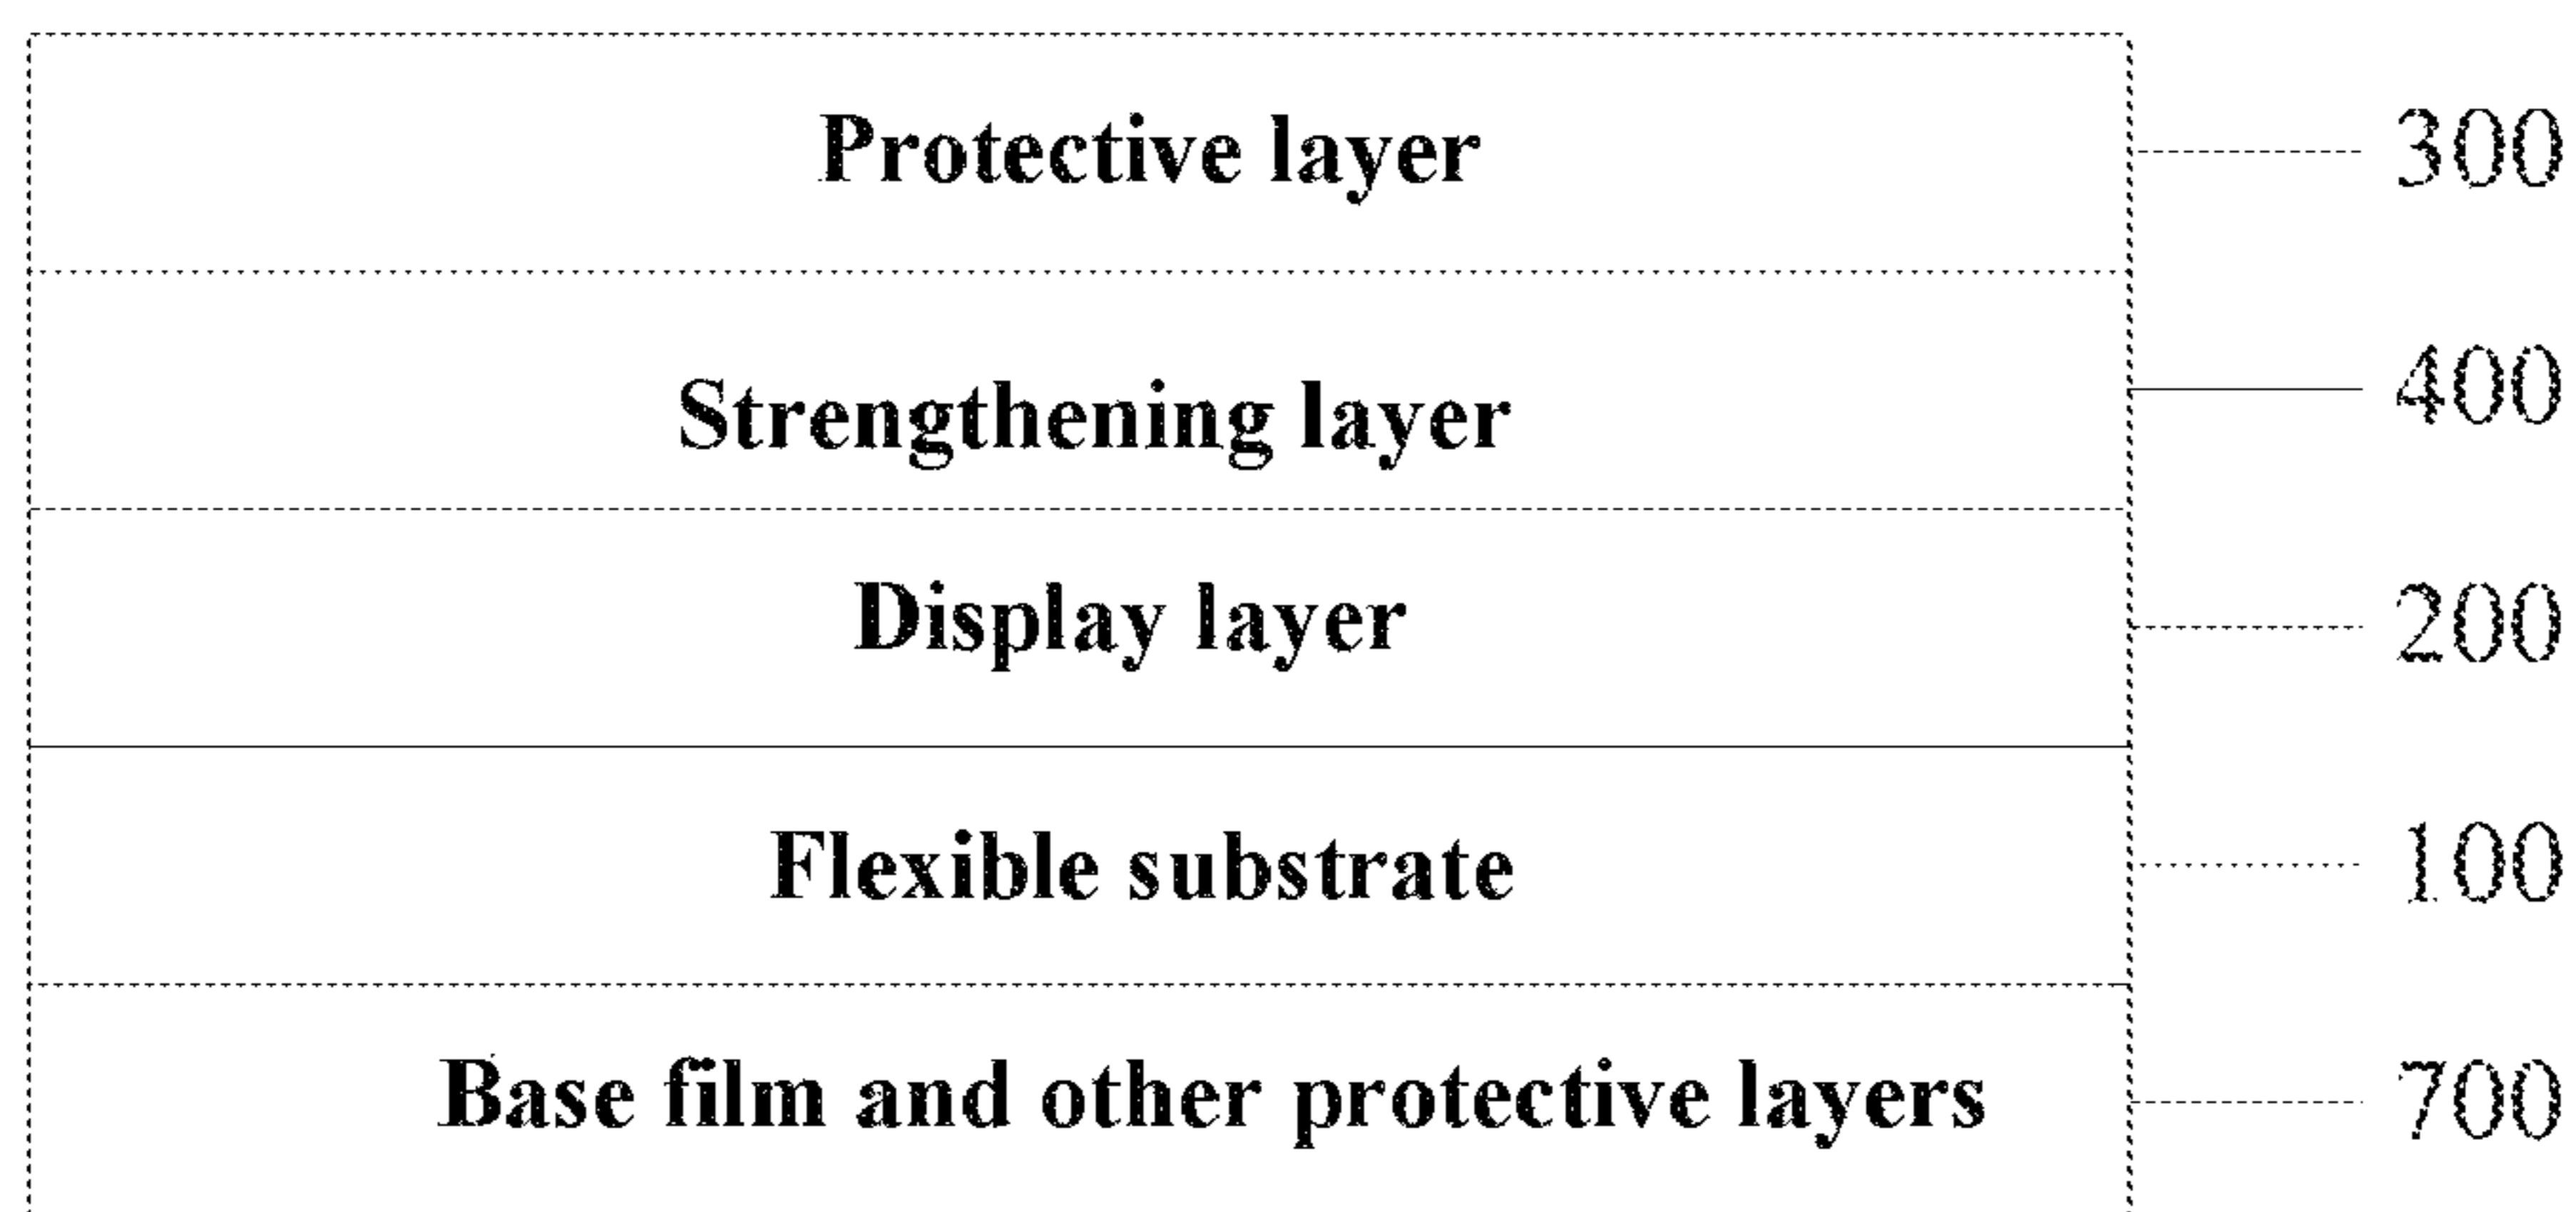 Protective layer 300
Strengthening layer 400
Display layer 200
Flexible substrate 100
Base film and other protective layers 700